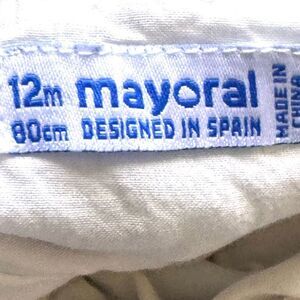 12m mayoral
80cm DESIGNED IN SPAIN
MADE IN
CHINA